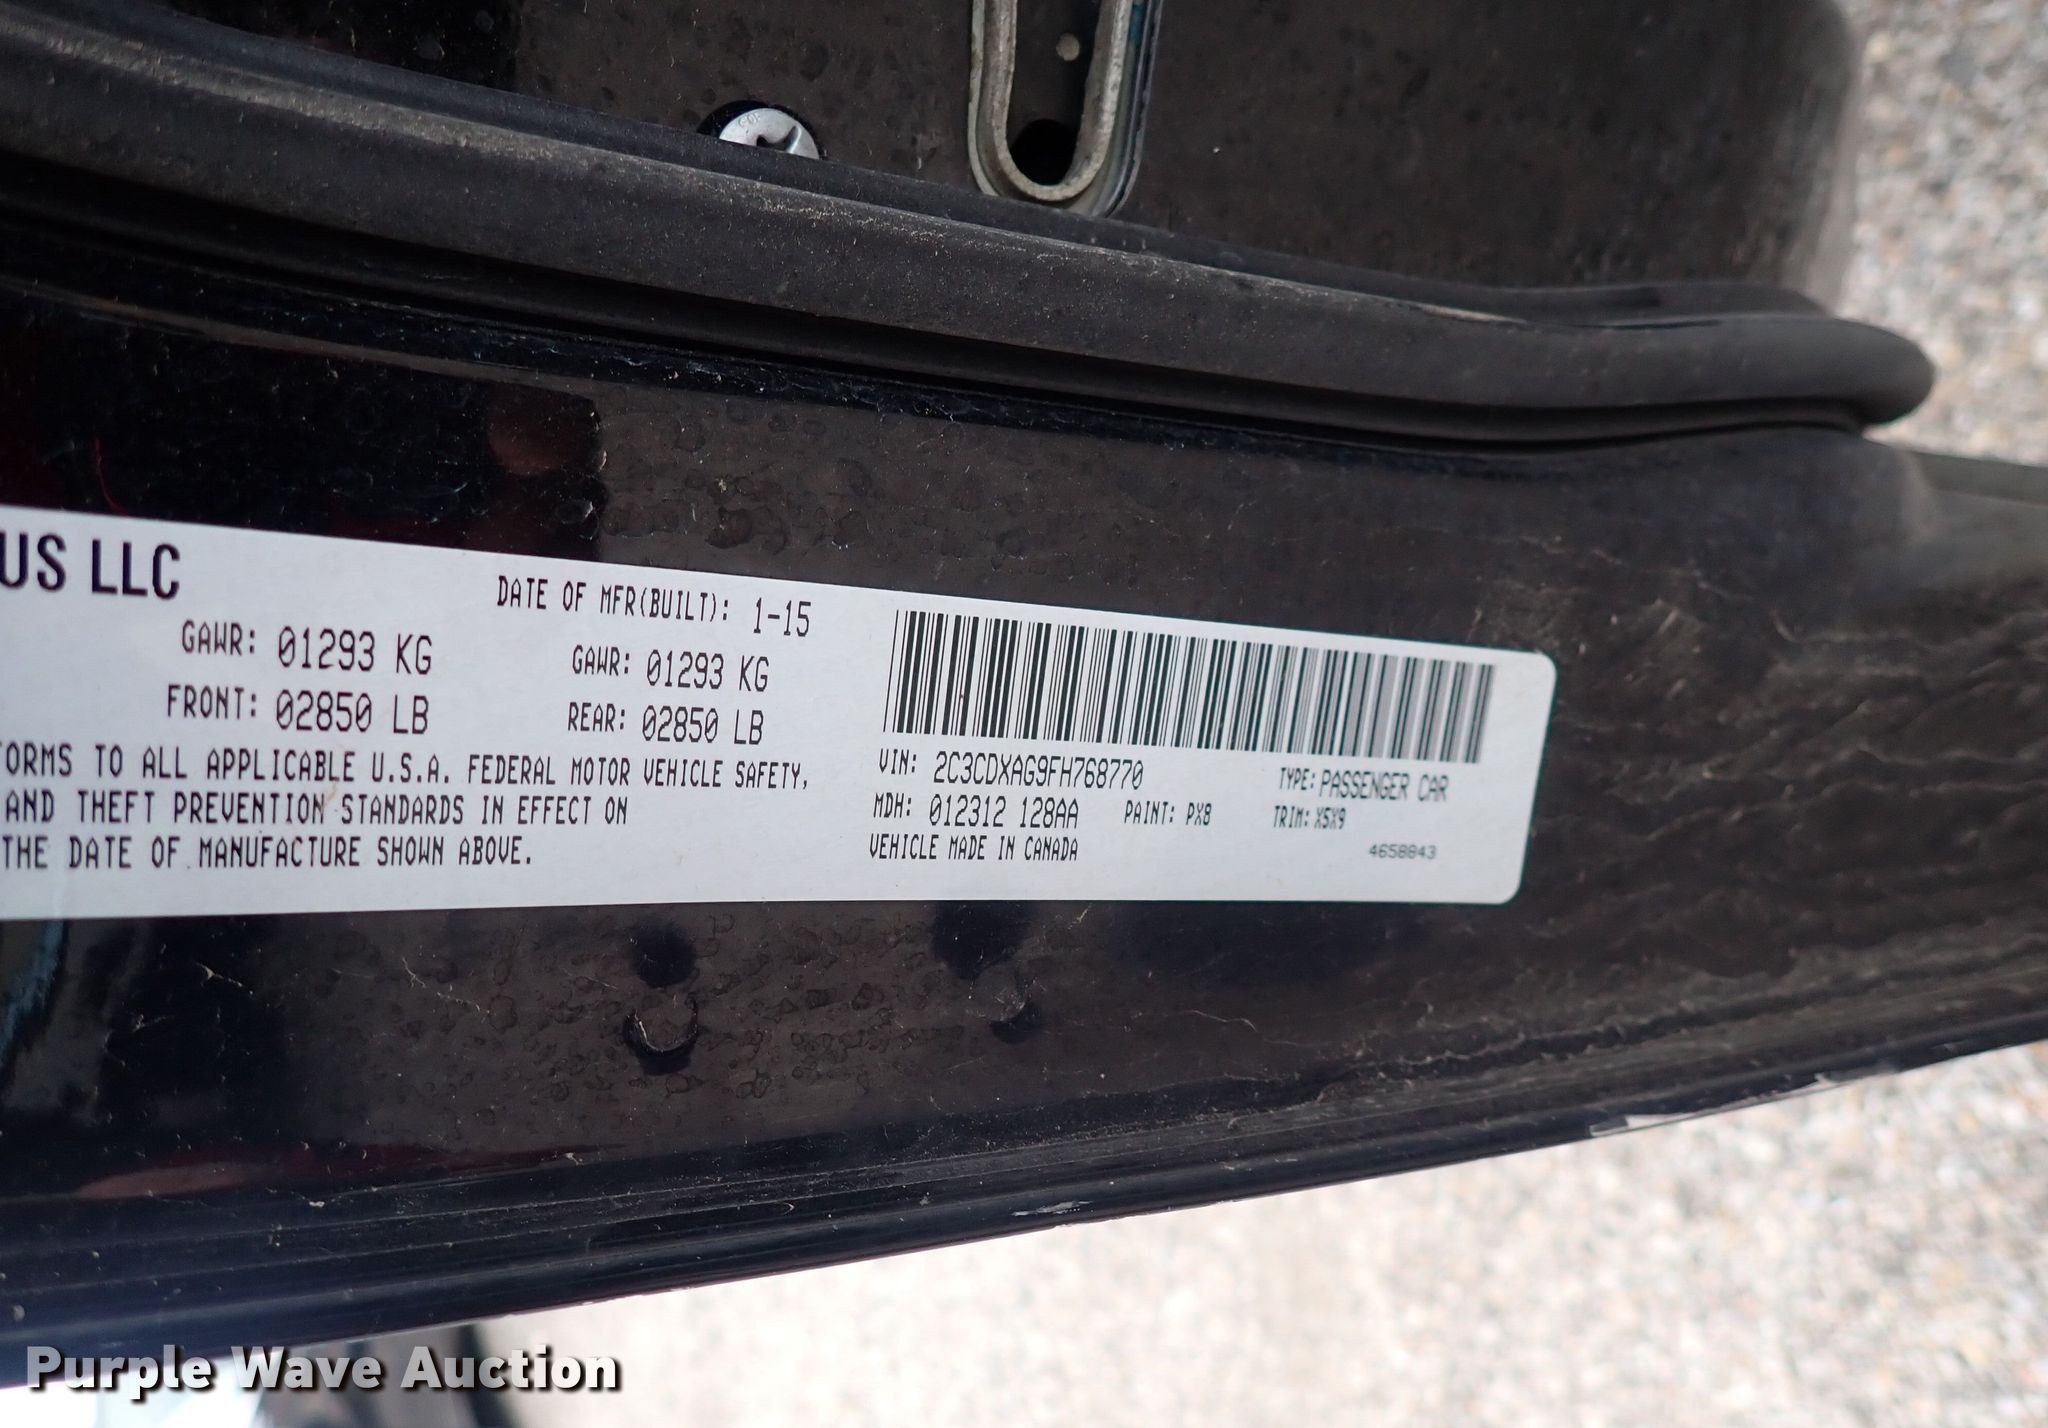 US LLC
DATE OF MFR(BUILT): 1-15
GAWR: 01293 KG
GAWR: 01293 KG
FRONT: 02850 LB
REAR: 02850 LB
FORMS TO ALL APPLICABLE U.S.A. FEDERAL MOTOR VEHICLE SAFETY,
AND THEFT PREVENTION STANDARDS IN EFFECT ON
THE DATE OF MANUFACTURE SHOWN ABOVE.
VIN: 2C3CDXAG9FH768770
TYPE: PASSENGER CAR
MDH: 012312 128AA
PAINT: PX8
TRIM: X5X9
VEHICLE MADE IN CANADA
4658843
Purple Wave Auction